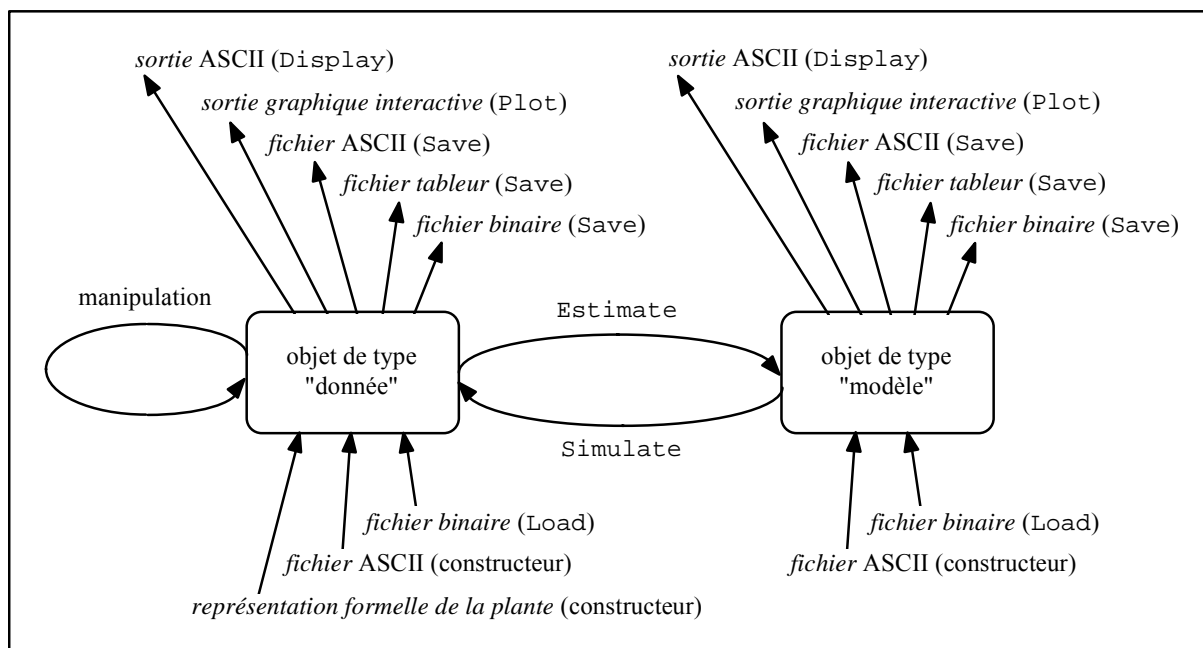 sortie ASCII (Display)
sortie graphique interactive (Plot)
fichier ASCII (Save)
fichier tableur (Save)
fichier binaire (Save)
sortie ASCII (Display)
sortie graphique interactive (Plot)
fichier ASCII (Save)
fichier tableur (Save)
fichier binaire (Save)
manipulation
objet de type
"donnée"
Estimate
Simulate
objet de type
"modèle"
fichier binaire (Load)
fichier ASCII (constructeur)
représentation formelle de la plante (constructeur)
fichier binaire (Load)
fichier ASCII (constructeur)